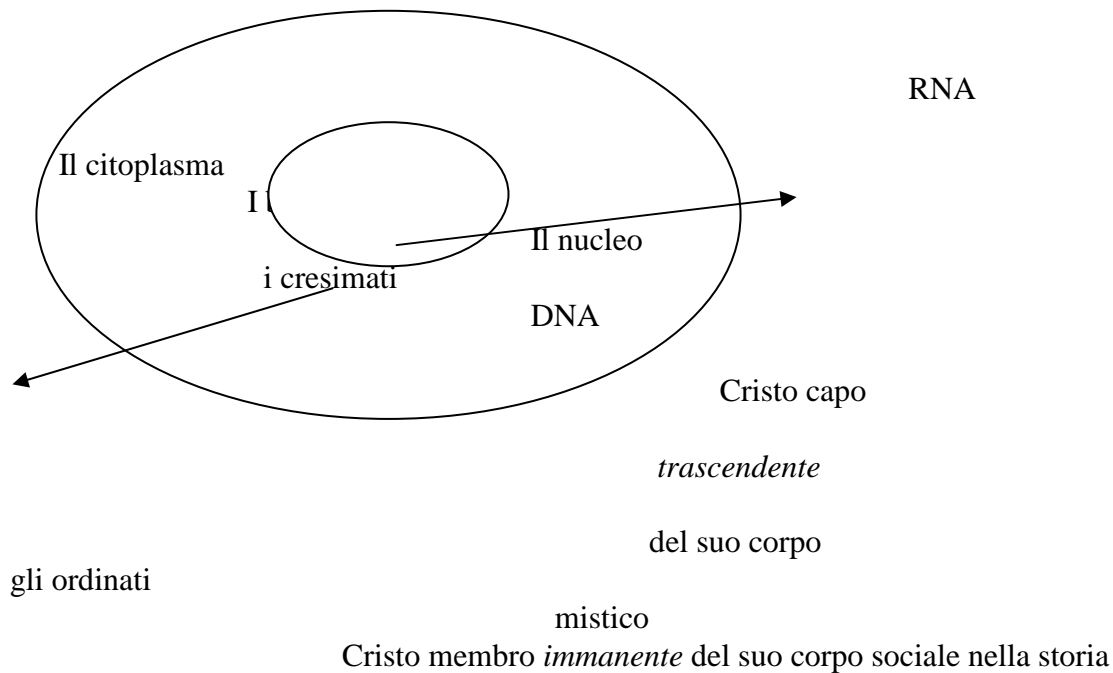 RNA
Il citoplasma
I
Il nucleo
i cresimati
DNA
Cristo capo
trascendente
del suo corpo
gli ordinati
mistico
Cristo membro immanente del suo corpo sociale nella storia